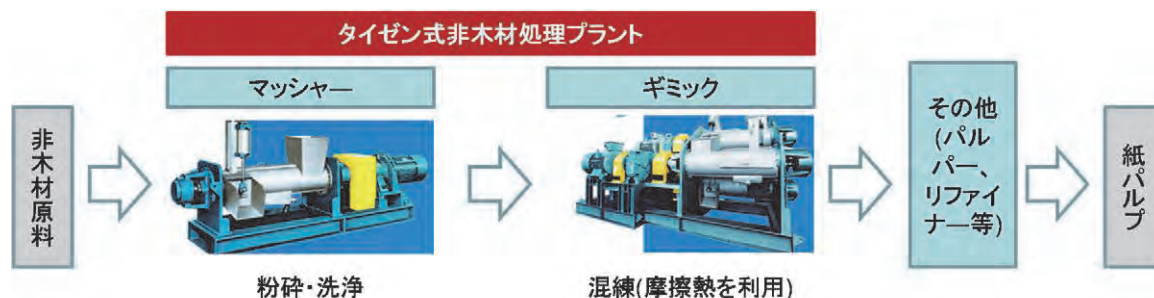 タイゼン式非木材処理プラント
マッシャー
ギミック
非木材原料
その他
(パル
パー、
リファイ
ナー等)
紙パルプ
粉砕・洗浄
混練(摩擦熱を利用)